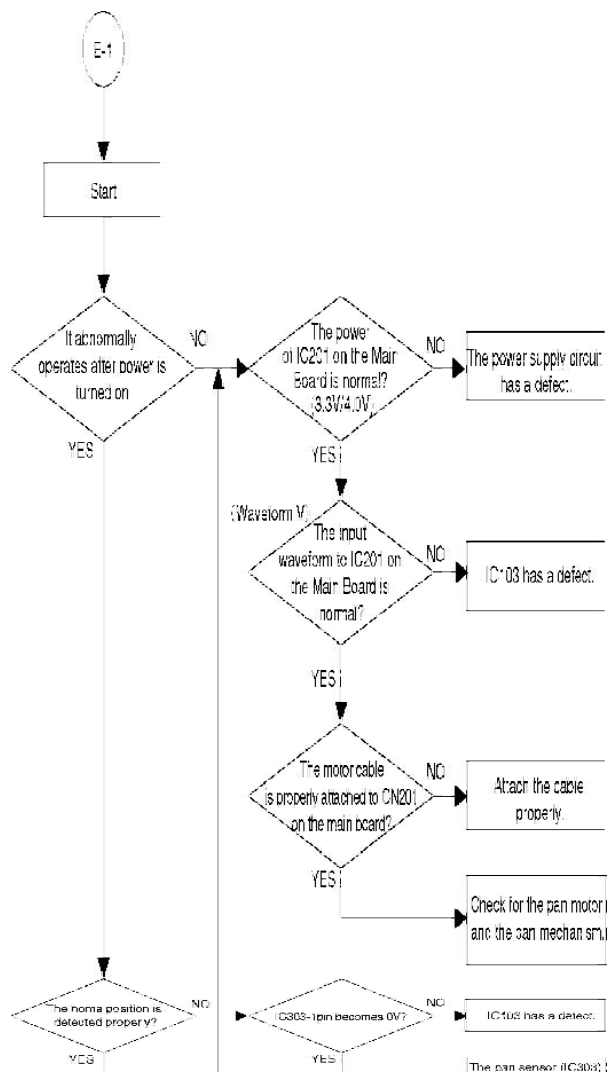 E-1
Start
It abnormally
operates after power is
turned on
NO
YES
The power
of IC201 on the Main
Board is normal?
(3.3V/4.0V)
NO
The power supply circuit
has a defect.
YES
(Waveform V)
The input
waveform to IC201 on
the Main Board is
normal?
NO
IC103 has a defect.
YES
The motor cable
is properly attached to CN201
on the main board?
NO
Attach the cable
properly.
YES
Check for the pan motor
and the pan mechanism.
The home position is
detected properly?
NO
IC303-1pin becomes 0V?
NO
IC103 has a defect.
YES
YES
The pan sensor (IC303)